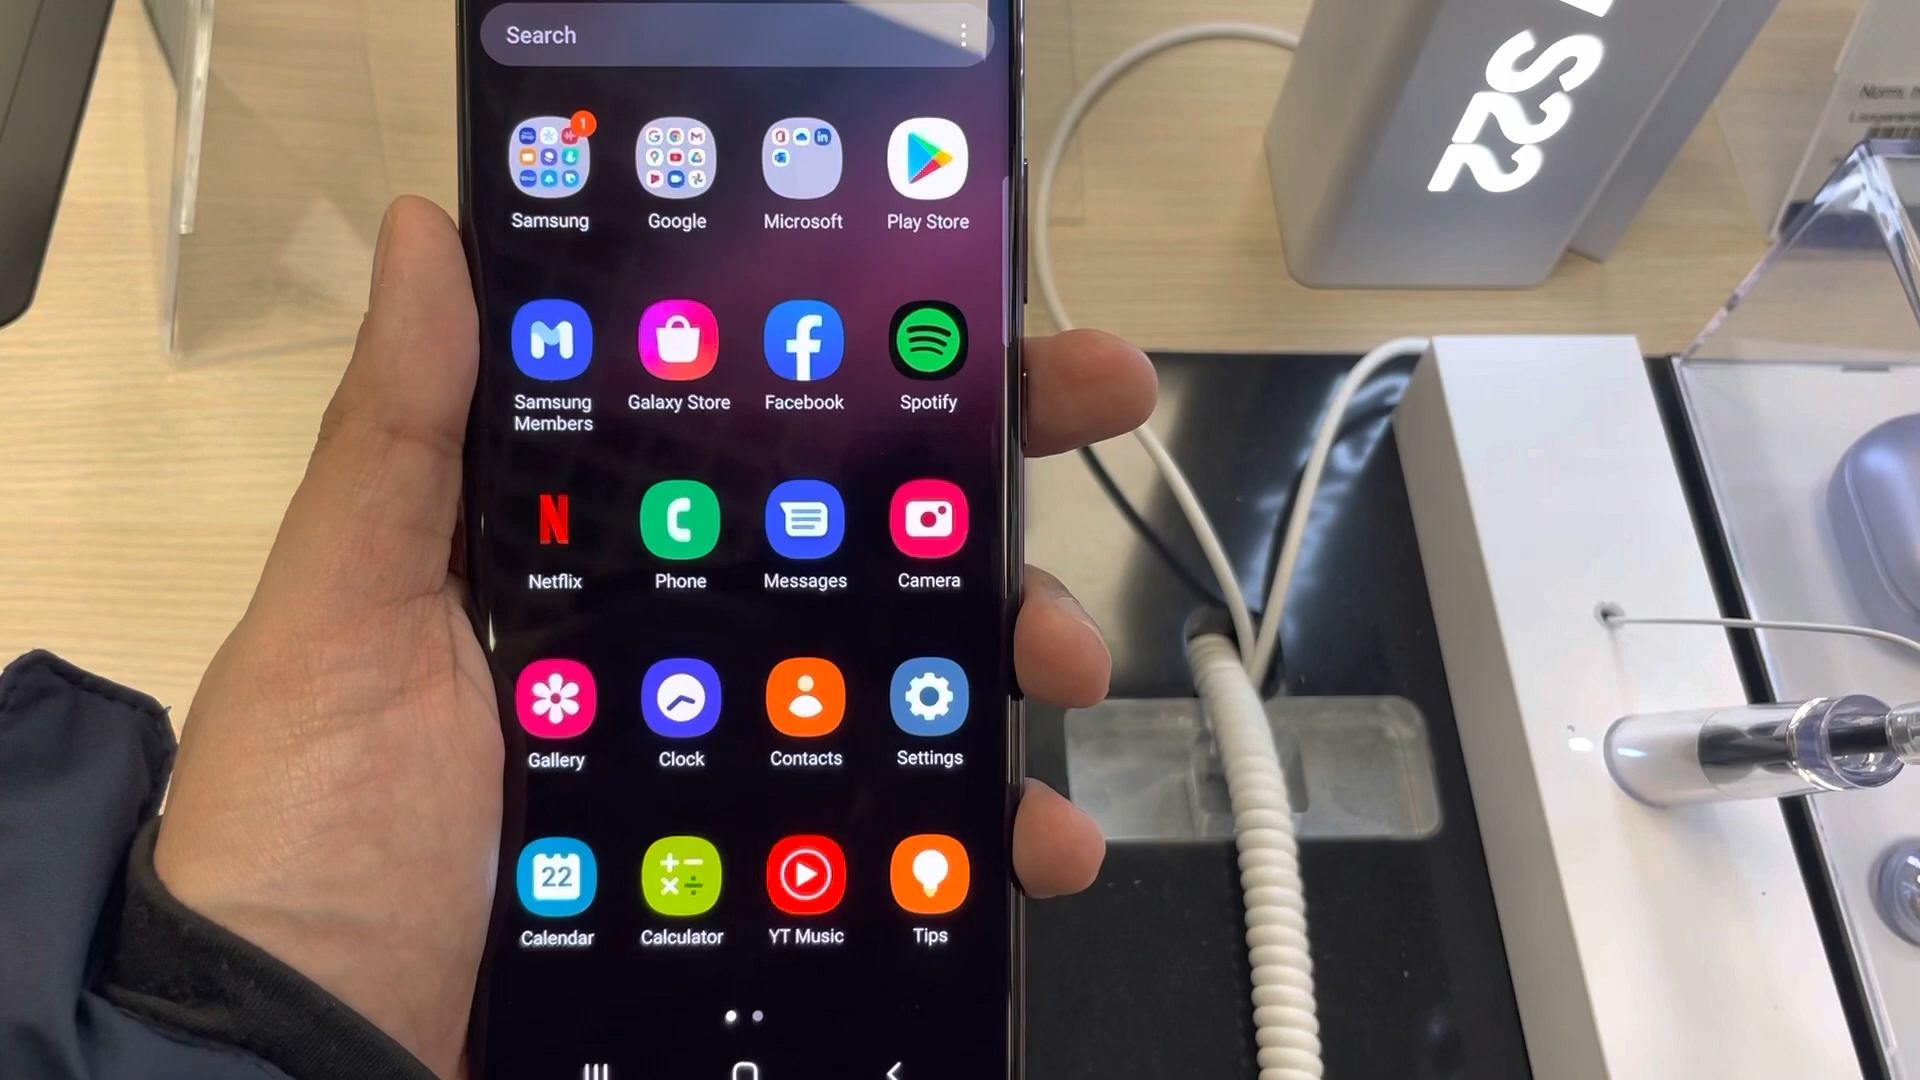 Search
S22
1
Samsung Google Microsoft Play Store
Samsung Members Galaxy Store Facebook Spotify
N
Netflix Phone Messages Camera
Gallery Clock Contacts Settings
22
Calendar Calculator YT Music Tips